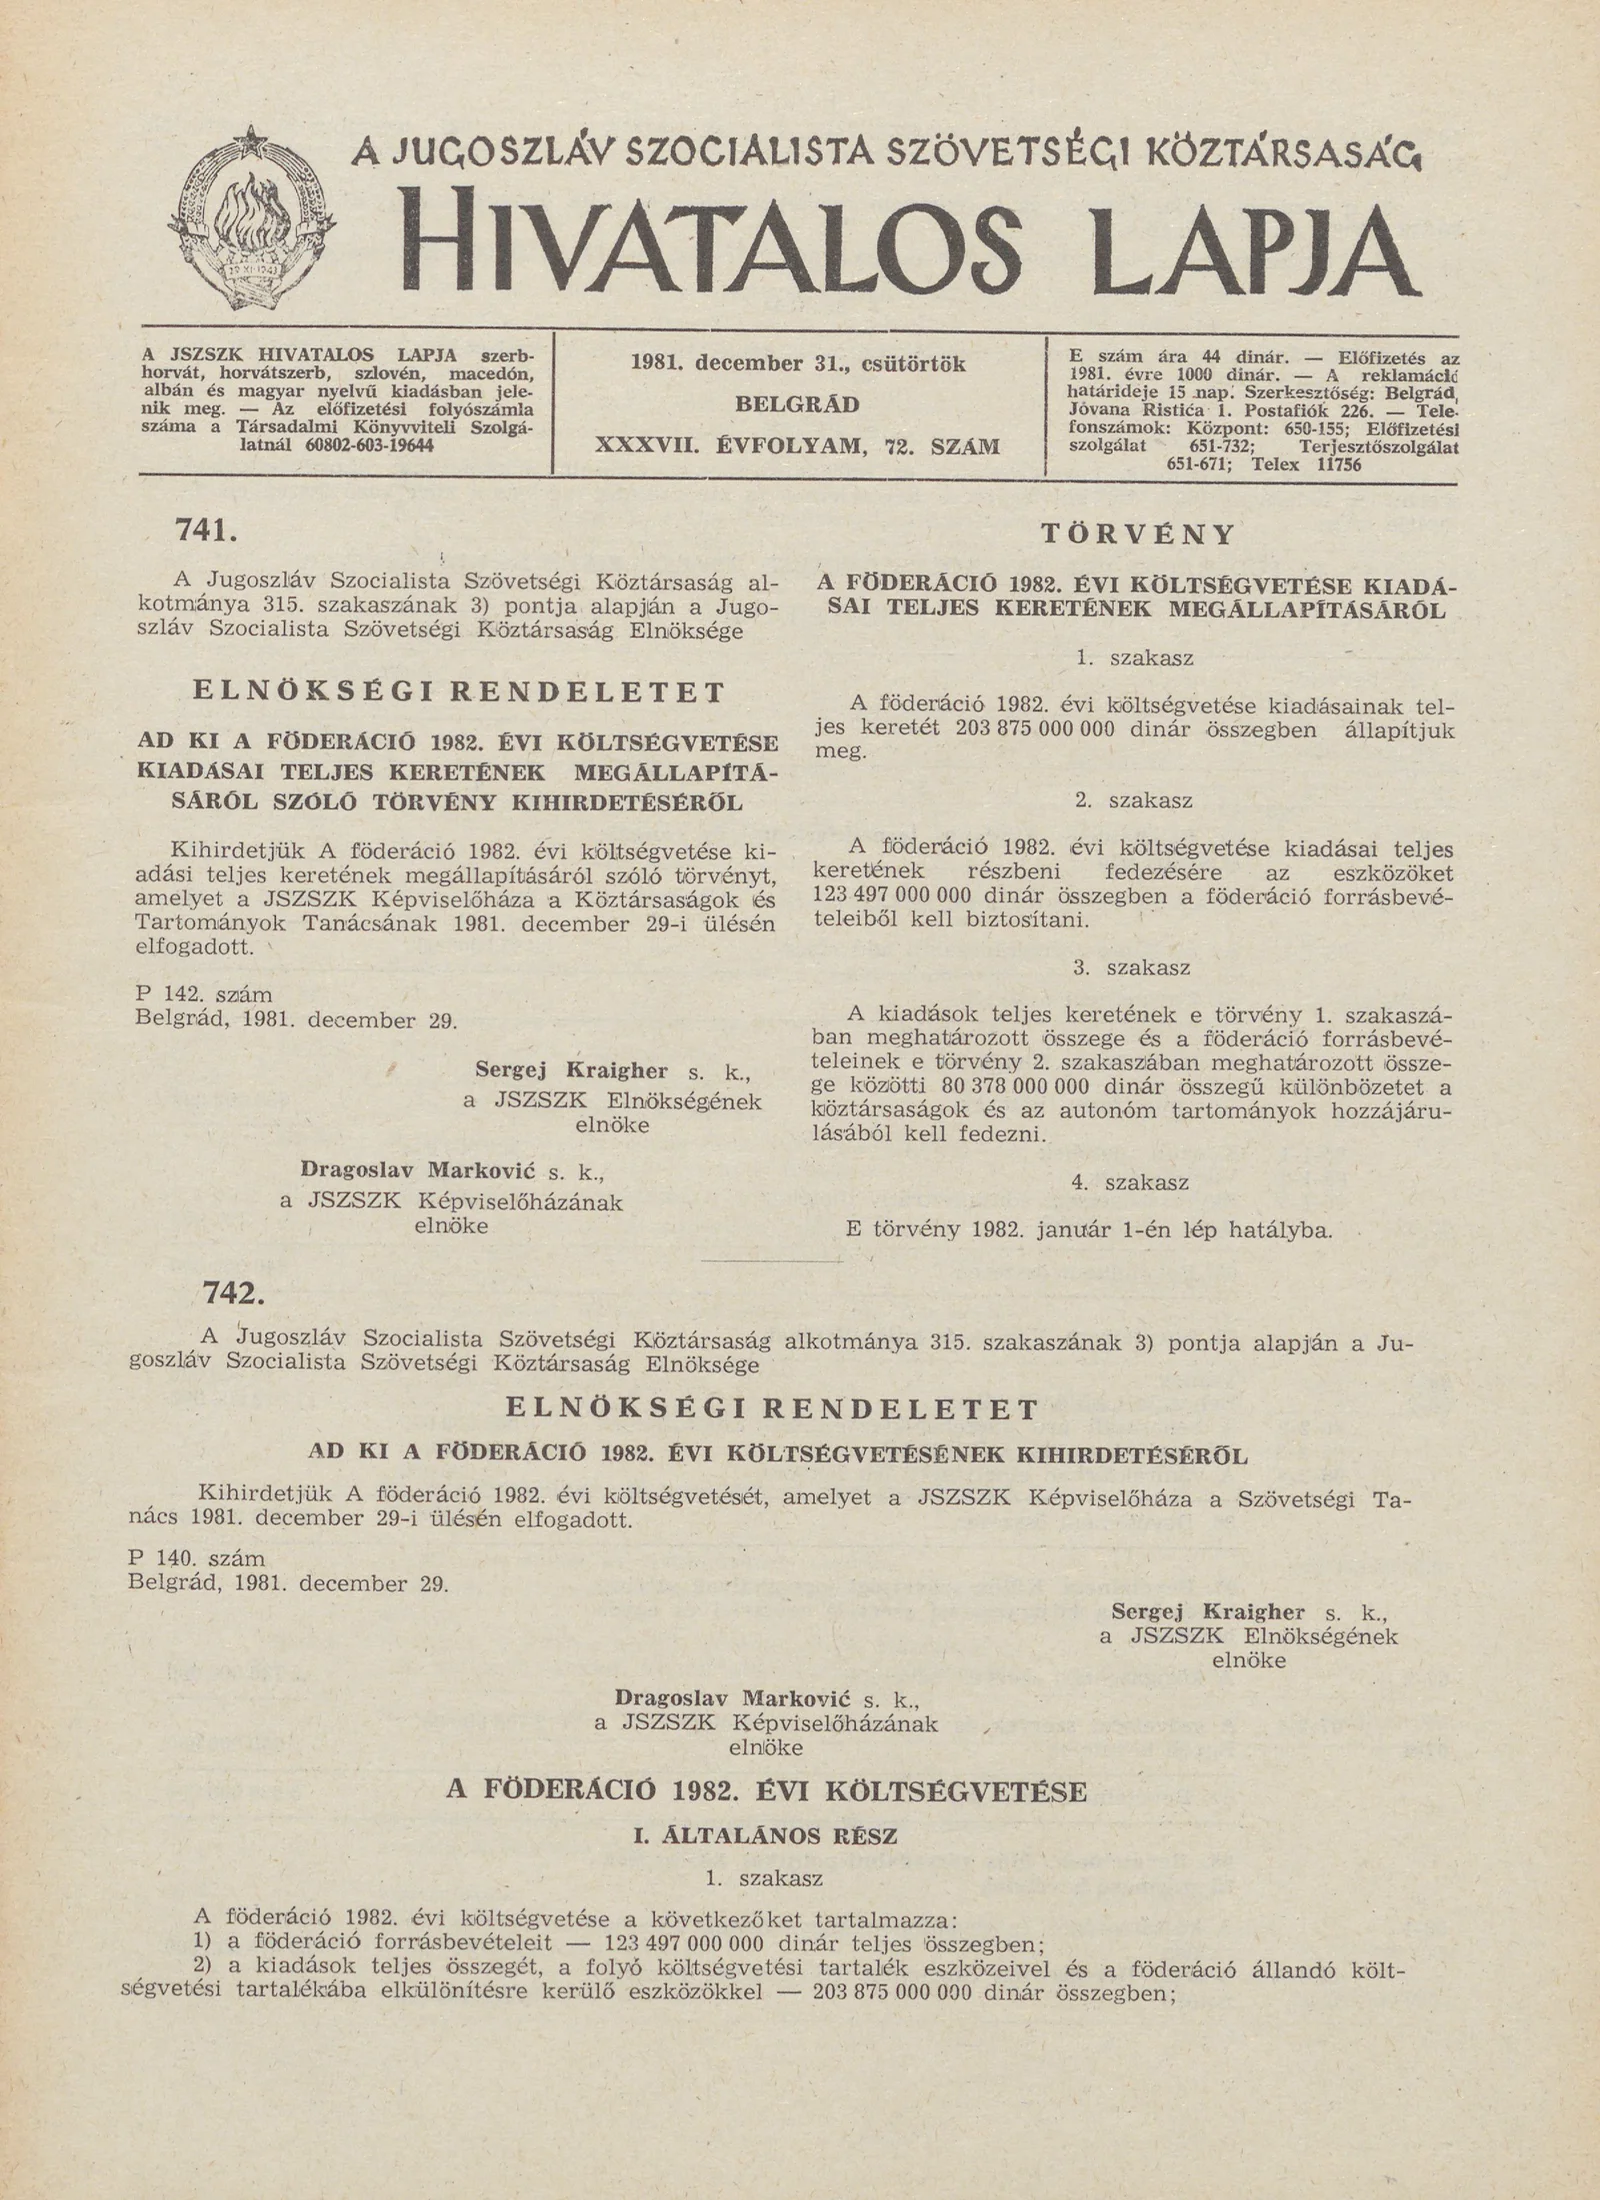 A JUGOSZLÁV SZOCIALISTA SZÖVETSÉGI KÖZTÁRSASÁG
HIVATALOS LAPJA
29·XI·1943
A JSZSZK HIVATALOS LAPJA szerb-
horvát, horvátszerb, szlovén, macedón,
albán és magyar nyelvű kiadásban jele-
nik meg. — Az előfizetési folyószámla
száma a Társadalmi Könyvviteli Szolgá-
latnál 60802-603-19644
1981. december 31., csütörtök
BELGRÁD
XXXVII. ÉVFOLYAM, 72. SZÁM
E szám ára 44 dinár. — Előfizetés az
1981. évre 1000 dinár. — A reklamáció
határideje 15 nap. Szerkesztőség: Belgrád,
Jóvana Ristića 1. Postafiók 226. — Tele-
fonszámok: Központ: 650-155; Előfizetési
szolgálat 651-732; Terjesztőszolgálat
651-671; Telex 11756
741.
A Jugoszláv Szocialista Szövetségi Köztársaság al-
kotmánya 315. szakaszának 3) pontja alapján a Jugo-
szláv Szocialista Szövetségi Köztársaság Elnöksége
ELNÖKSÉGI RENDELETET
AD KI A FÖDERÁCIÓ 1982. ÉVI KÖLTSÉGVETÉSE
KIADÁSAI TELJES KERETÉNEK MEGÁLLAPÍTÁ-
SÁRÓL SZÓLÓ TÖRVÉNY KIHIRDETÉSÉRŐL
Kihirdetjük A föderáció 1982. évi költségvetése ki-
adási teljes keretének megállapításáról szóló törvényt,
amelyet a JSZSZK Képviselőháza a Köztársaságok és
Tartományok Tanácsának 1981. december 29-i ülésén
elfogadott.
P 142. szám
Belgrád, 1981. december 29.
Sergej Kraigher s. k.,
a JSZSZK Elnökségének
elnöke
Dragoslav Marković s. k.,
a JSZSZK Képviselőházának
elnöke
TÖRVÉNY
A FÖDERÁCIÓ 1982. ÉVI KÖLTSÉGVETÉSE KIADÁ-
SAI TELJES KERETÉNEK MEGÁLLAPÍTÁSÁRÓL
1. szakasz
A föderáció 1982. évi költségvetése kiadásainak tel-
jes keretét 203 875 000 000 dinár összegben állapítjuk
meg.
2. szakasz
A föderáció 1982. évi költségvetése kiadásai teljes
keretének részbeni fedezésére az eszközöket
123 497 000 000 dinár összegben a föderáció forrásbevé-
teleiből kell biztosítani.
3. szakasz
A kiadások teljes keretének e törvény 1. szakaszá-
ban meghatározott összege és a föderáció forrásbevé-
teleinek e törvény 2. szakaszában meghatározott össze-
ge közötti 80 378 000 000 dinár összegű különbözetet a
köztársaságok és az autonóm tartományok hozzájáru-
lásából kell fedezni.
4. szakasz
E törvény 1982. január 1-én lép hatályba.
742.
A Jugoszláv Szocialista Szövetségi Köztársaság alkotmánya 315. szakaszának 3) pontja alapján a Ju-
goszláv Szocialista Szövetségi Köztársaság Elnöksége
ELNÖKSÉGI RENDELETET
AD KI A FÖDERÁCIÓ 1982. ÉVI KÖLTSÉGVETÉSÉNEK KIHIRDETÉSÉRŐL
Kihirdetjük A föderáció 1982. évi költségvetését, amelyet a JSZSZK Képviselőháza a Szövetségi Ta-
nács 1981. december 29-i ülésén elfogadott.
P 140. szám
Belgrád, 1981. december 29.
Sergej Kraigher s. k.,
a JSZSZK Elnökségének
elnöke
Dragoslav Marković s. k.,
a JSZSZK Képviselőházának
elnöke
A FÖDERÁCIÓ 1982. ÉVI KÖLTSÉGVETÉSE
I. ÁLTALÁNOS RÉSZ
1. szakasz
A föderáció 1982. évi költségvetése a következőket tartalmazza:
1) a föderáció forrásbevételeit — 123 497 000 000 dinár teljes összegben;
2) a kiadások teljes összegét, a folyó költségvetési tartalék eszközeivel és a föderáció állandó költ-
ségvetési tartalékába elkülönítésre kerülő eszközökkel — 203 875 000 000 dinár összegben;